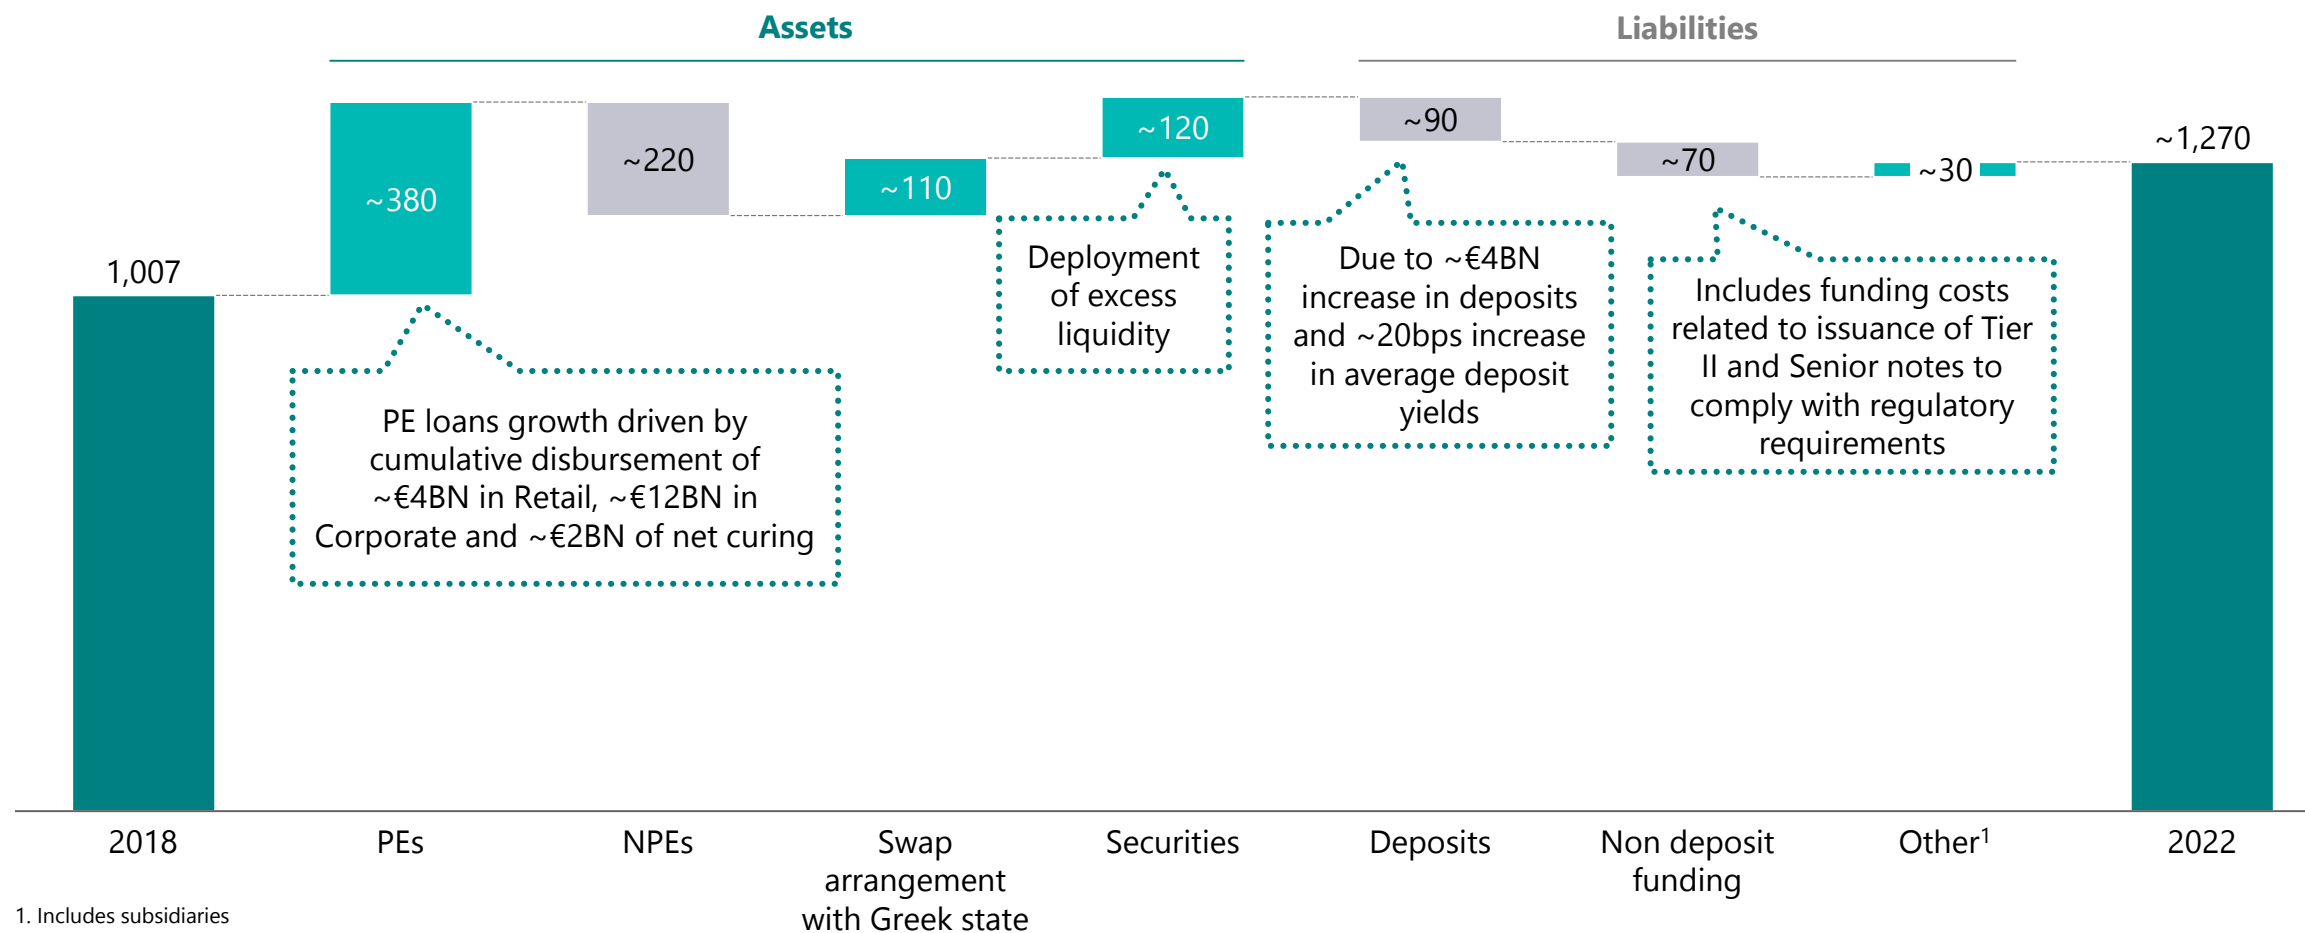 Assets
Liabilities
1,007
~380
~220
~110
~120
~90
~70
~30
~1,270
PE loans growth driven by
cumulative disbursement of
~€4BN in Retail, ~€12BN in
Corporate and ~€2BN of net curing
Deployment
of excess
liquidity
Due to ~€4BN
increase in deposits
and ~20bps increase
in average deposit
yields
Includes funding costs
related to issuance of Tier
II and Senior notes to
comply with regulatory
requirements
2018
PEs
NPEs
Swap
arrangement
with Greek state
Securities
Deposits
Non deposit
funding
Other¹
2022
1. Includes subsidiaries